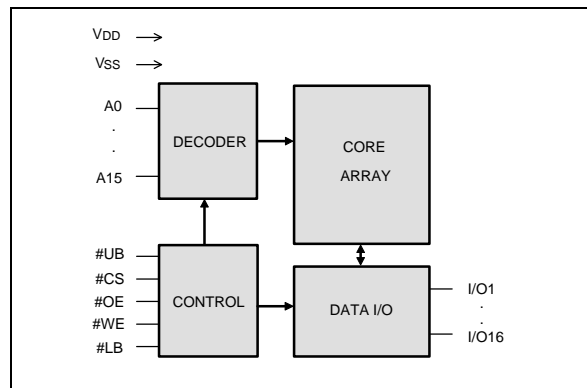 VDD
VSS
A0
.
.
A15
DECODER
CORE
ARRAY
#UB
#CS
#OE
#WE
#LB
CONTROL
DATA I/O
I/O1
.
.
I/O16